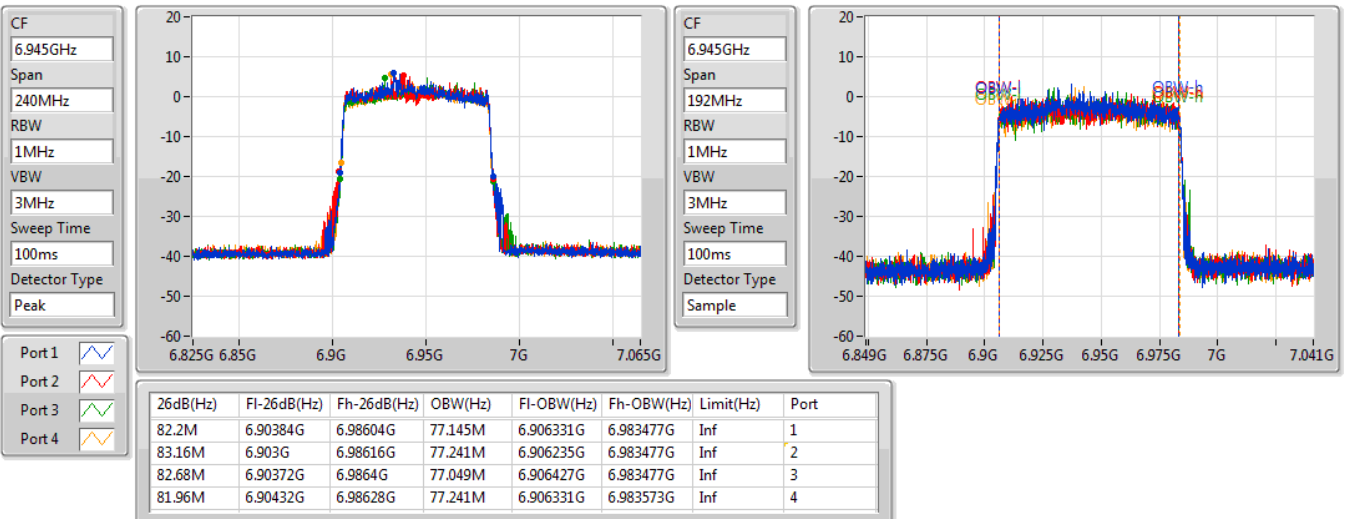 CF
6.945GHz
Span
240MHz
RBW
1MHz
VBW
3MHz
Sweep Time
100ms
Detector Type
Peak
20
10
0
-10
-20
-30
-40
-50
-60
6.825G 6.85G 6.9G 6.95G 7G 7.065G
CF
6.945GHz
Span
192MHz
RBW
1MHz
VBW
3MHz
Sweep Time
100ms
Detector Type
Sample
20
10
0
-10
-20
-30
-40
-50
-60
OBW-l OBW-h
6.849G 6.875G 6.9G 6.925G 6.95G 6.975G 7G 7.041G
Port 1
Port 2
Port 3
Port 4
26dB(Hz) Fl-26dB(Hz) Fh-26dB(Hz) OBW(Hz) Fl-OBW(Hz) Fh-OBW(Hz) Limit(Hz) Port
82.2M 6.90384G 6.98604G 77.145M 6.906331G 6.983477G Inf 1
83.16M 6.903G 6.98616G 77.241M 6.906235G 6.983477G Inf 2
82.68M 6.90372G 6.9864G 77.049M 6.906427G 6.983477G Inf 3
81.96M 6.90432G 6.98628G 77.241M 6.906331G 6.983573G Inf 4